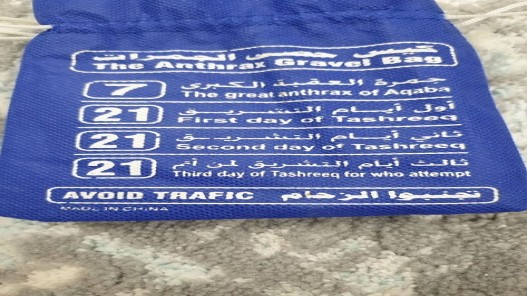 كيس حصى الجمرات
The Anthrax Gravel Bag
7 جمرة العقبة الكبرى
The great anthrax of Aqaba
21 أول أيام التشريق
First day of Tashreeq
21 ثاني أيام التشريق
Second day of Tashreeq
21 ثالث أيام التشريق لمن أتم
Third day of Tashreeq for who attempt
AVOID TRAFIC تجنبوا الزحام
MADE IN CHINA